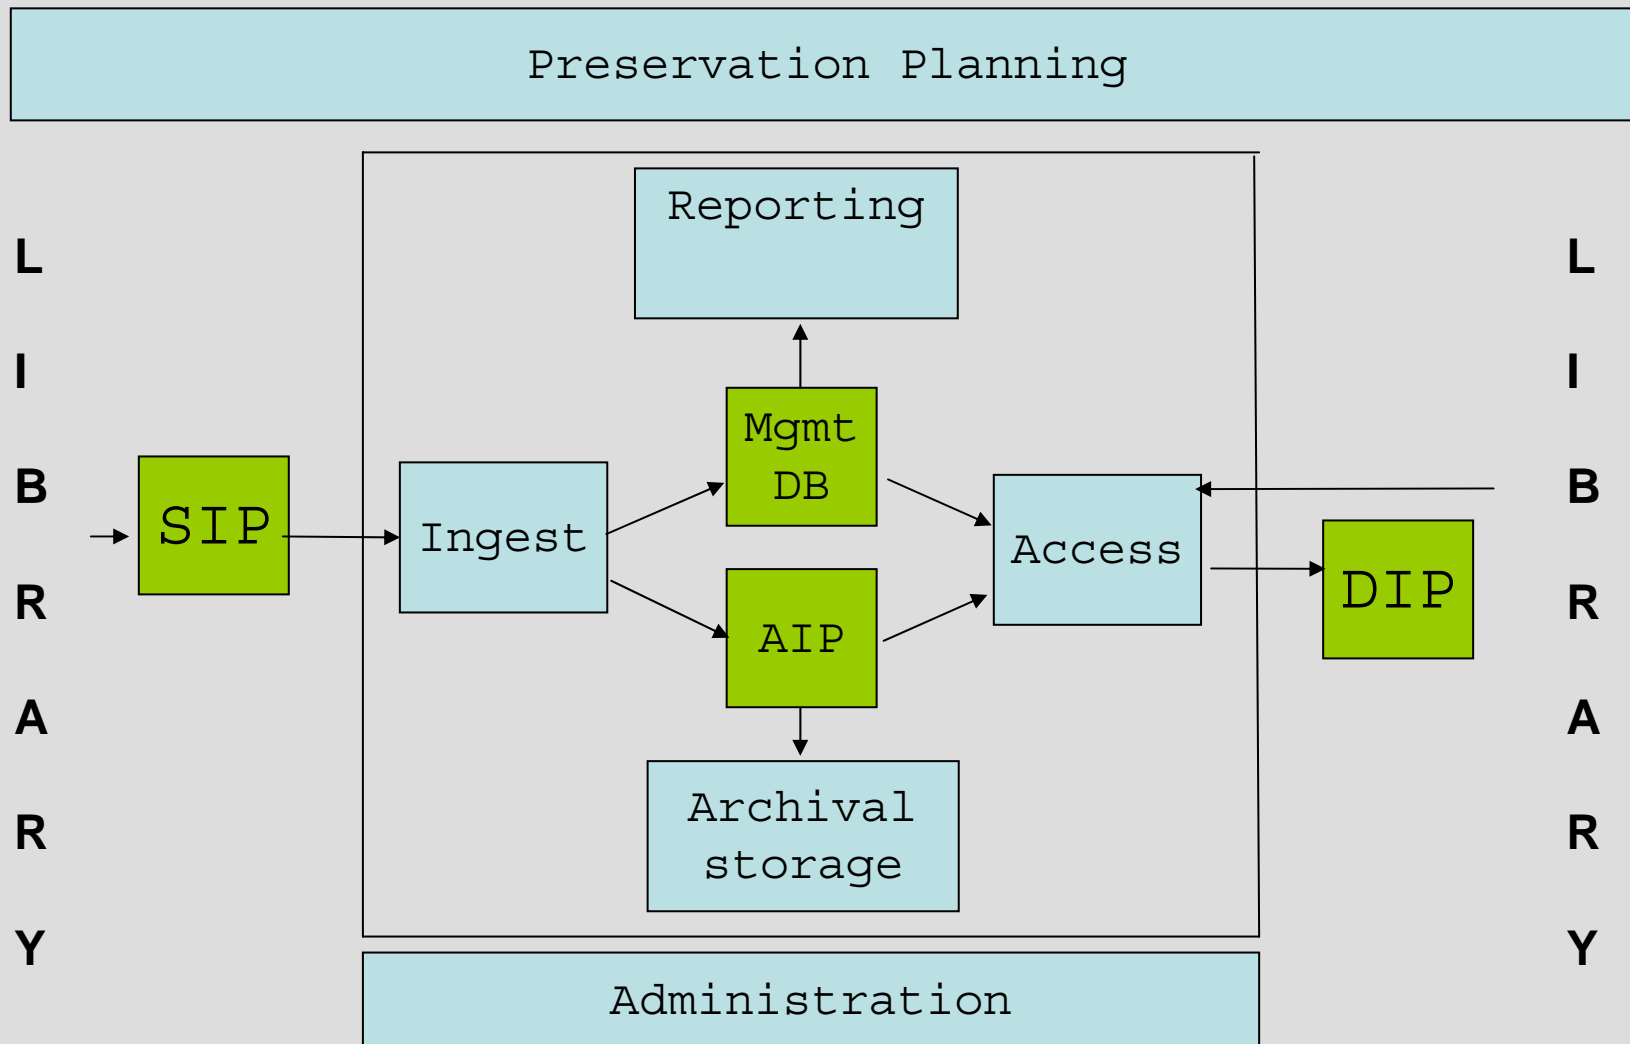 Preservation Planning
L
I
B
R
A
R
Y
SIP
Ingest
Reporting
Mgmt
DB
AIP
Archival
storage
Access
DIP
L
I
B
R
A
R
Y
Administration